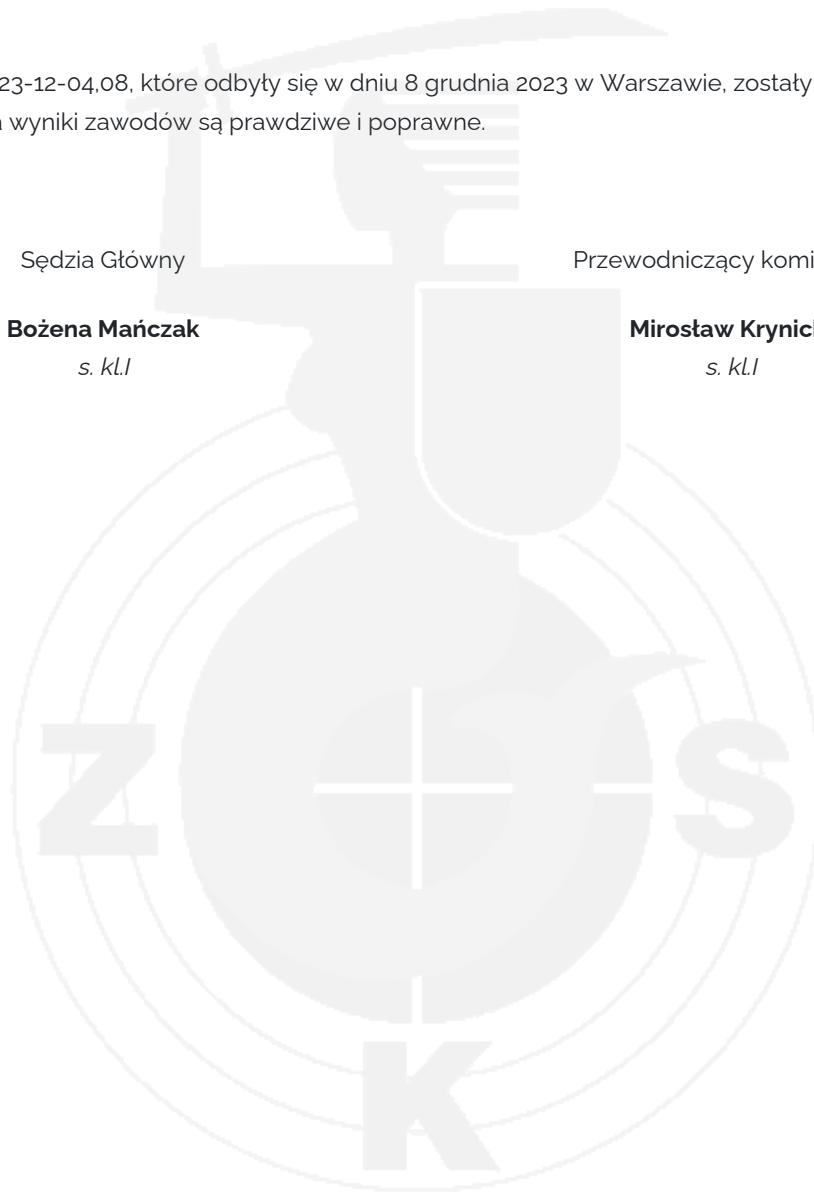 23-12-04,08, które odbyły się w dniu 8 grudnia 2023 w Warszawie, zostały
wyniki zawodów są prawdziwe i poprawne.
Sędzia Główny
Przewodniczący komi
Bożena Mańczak
Mirosław Krynic
s. kl.I
s. kl.I
Z
S
K